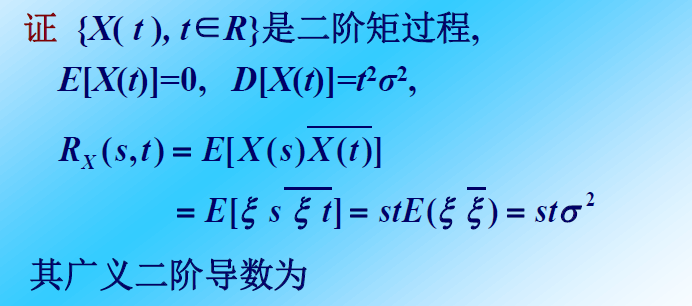 证 {X( t ), t∈R}是二阶矩过程,
E[X(t)]=0, D[X(t)]=t²σ²,
R_X(s,t) = E[X(s)\overline{X(t)}]
= E[ξ s \overline{ξ t}] = stE(ξ \overline{ξ}) = stσ²
其广义二阶导数为